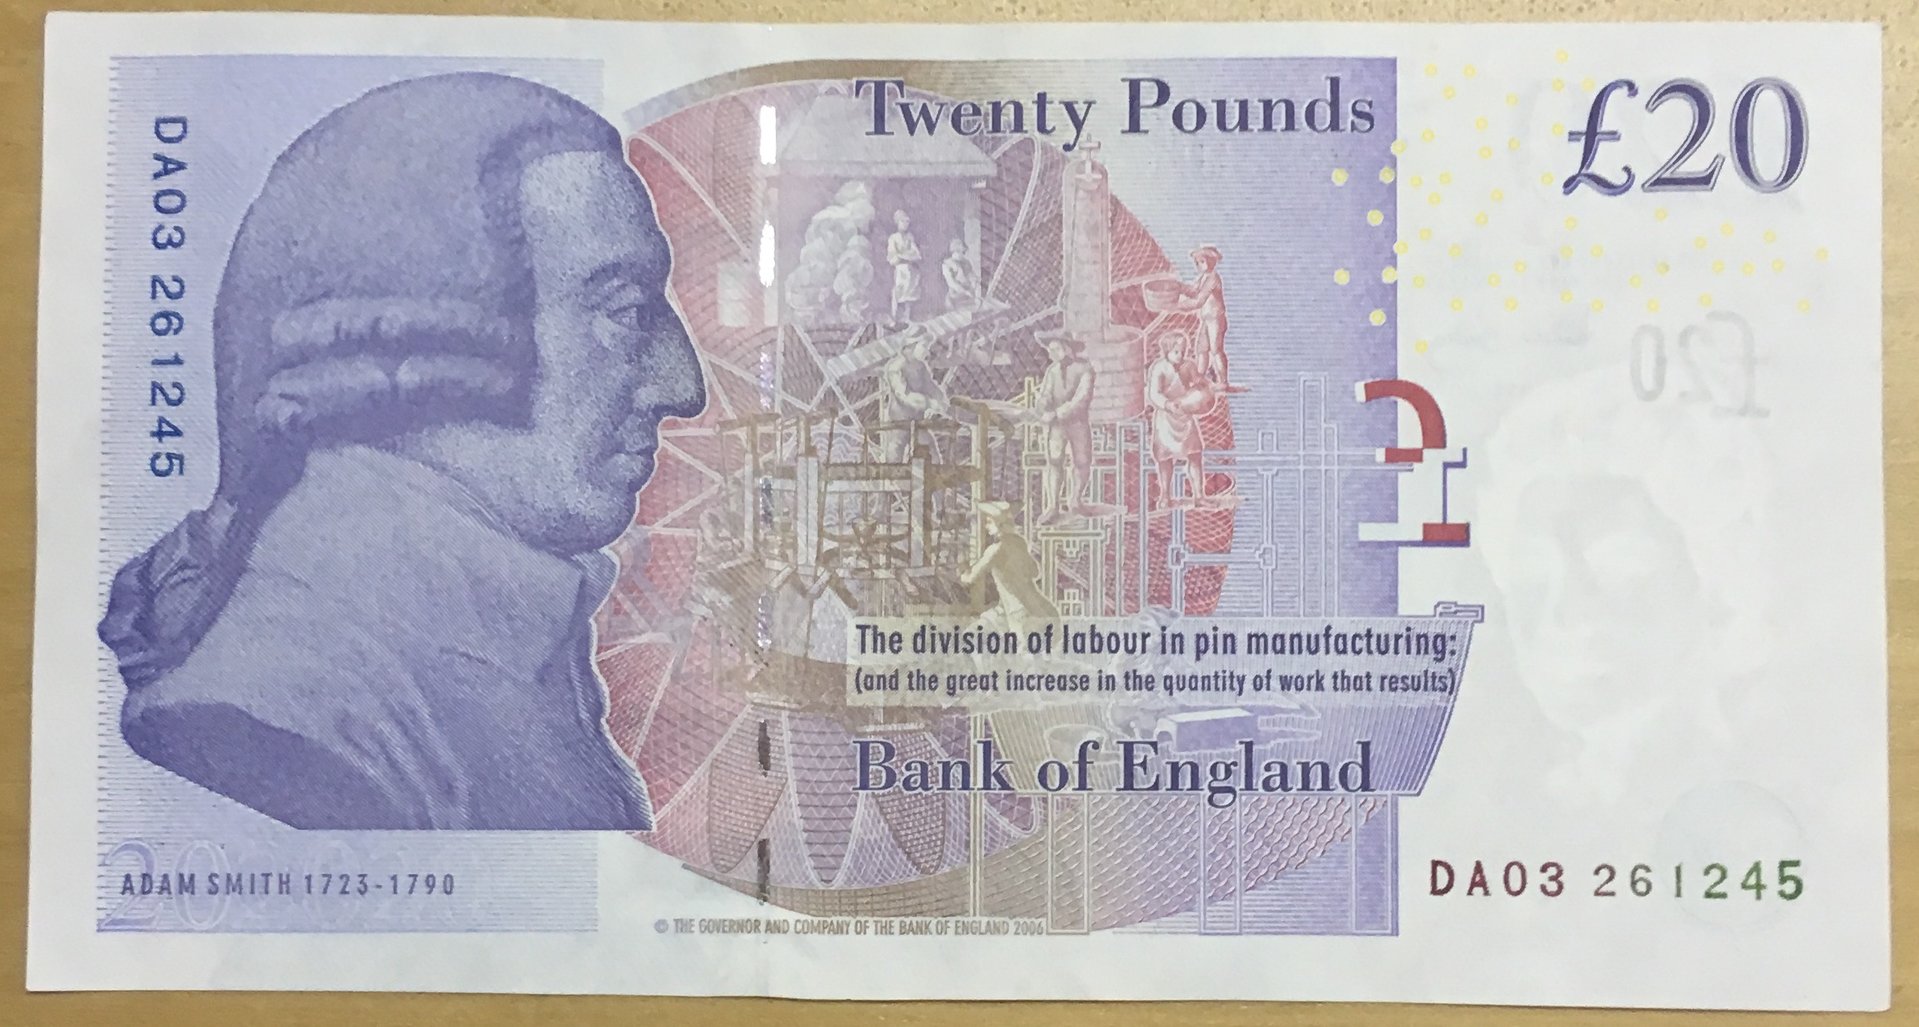 DA03 261245
Twenty Pounds
£20
£20
The division of labour in pin manufacturing:
(and the great increase in the quantity of work that results)
Bank of England
DA03 261245
20
ADAM SMITH 1723-1790
© THE GOVERNOR AND COMPANY OF THE BANK OF ENGLAND 2006